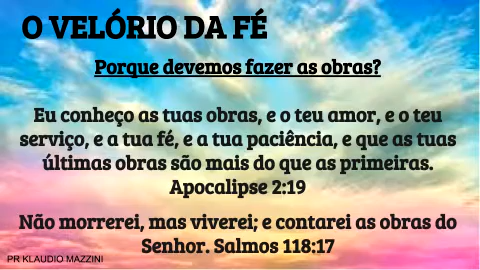 O VELÓRIO DA FÉ
Porque devemos fazer as obras?
Eu conheço as tuas obras, e o teu amor, e o teu
serviço, e a tua fé, e a tua paciência, e que as tuas
últimas obras são mais do que as primeiras.
Apocalipse 2:19
Não morrerei, mas viverei; e contarei as obras do
Senhor. Salmos 118:17
PR KLAUDIO MAZZINI